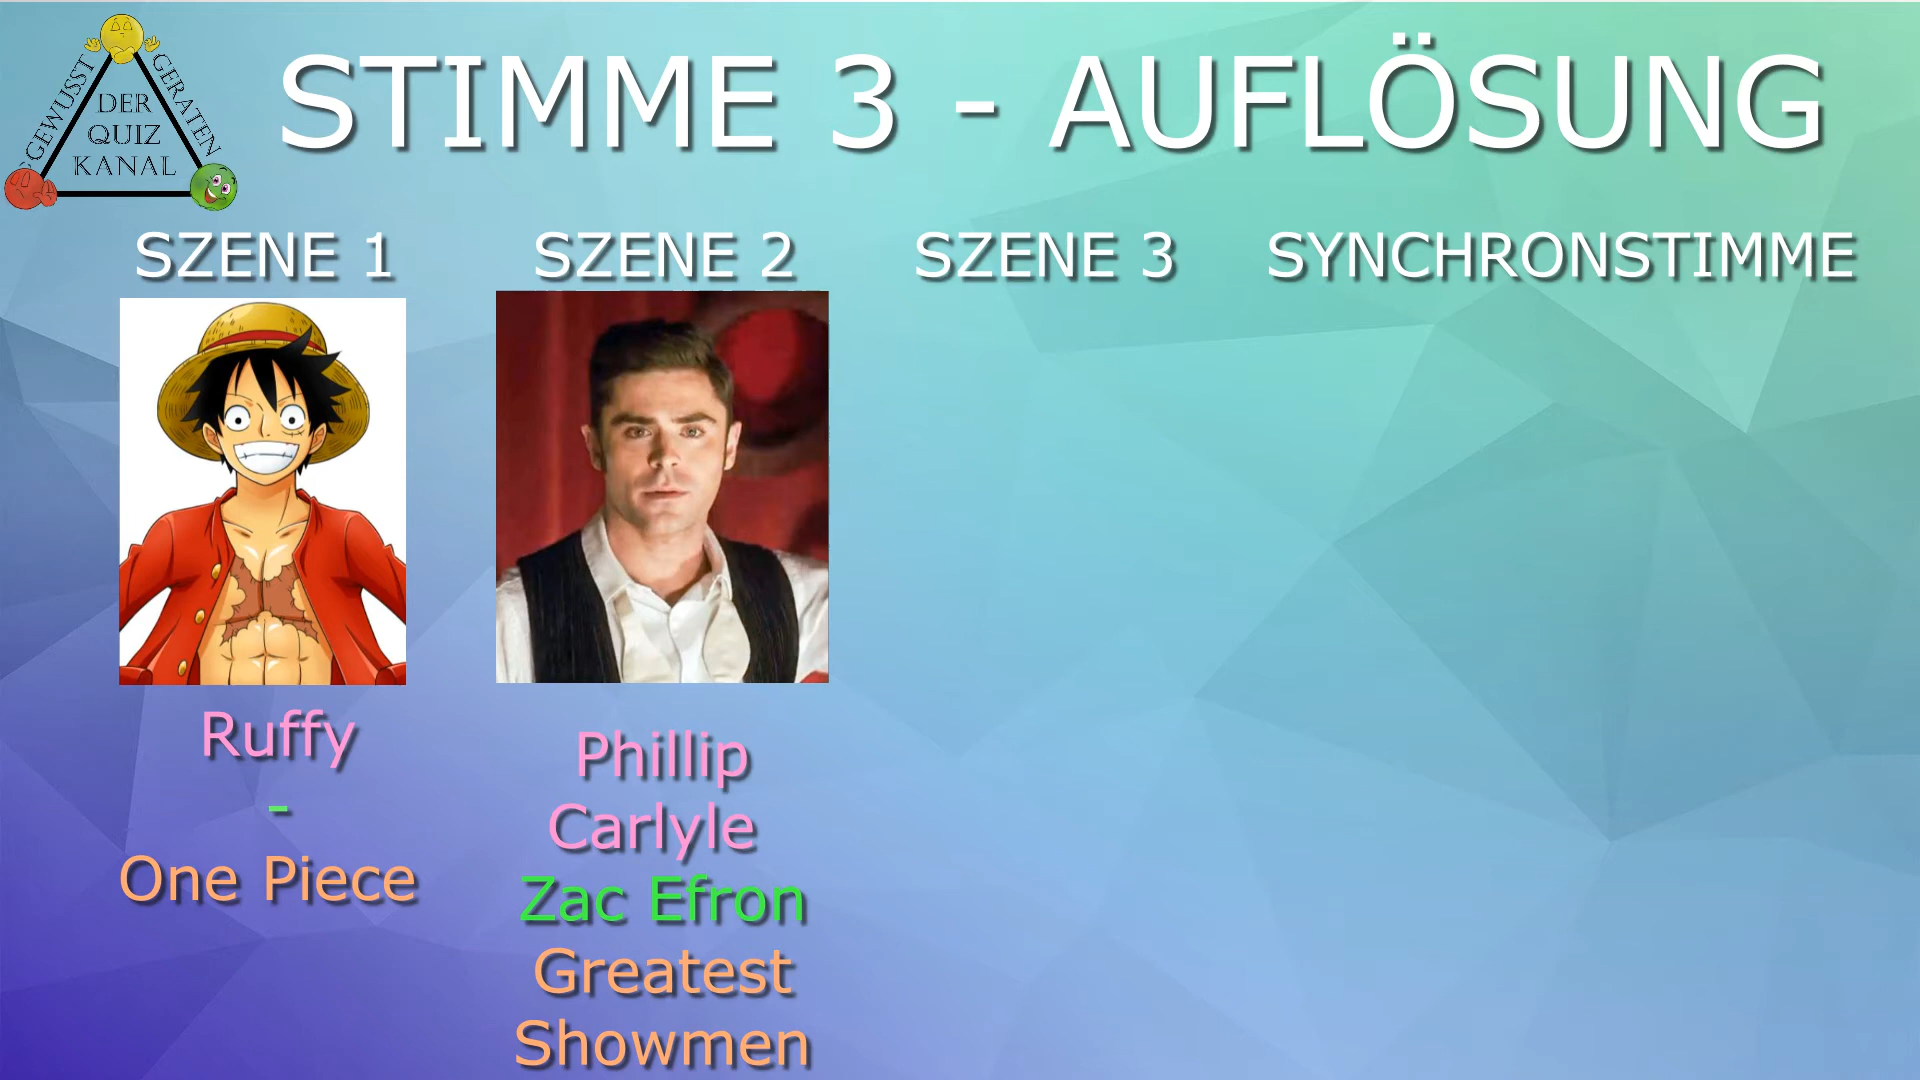 GEWUSST
GERATEN
DER
QUIZ
KANAL
STIMME 3 - AUFLÖSUNG
SZENE 1
SZENE 2
SZENE 3
SYNCHRONSTIMME
Ruffy
-
One Piece
Phillip
Carlyle
Zac Efron
Greatest
Showmen